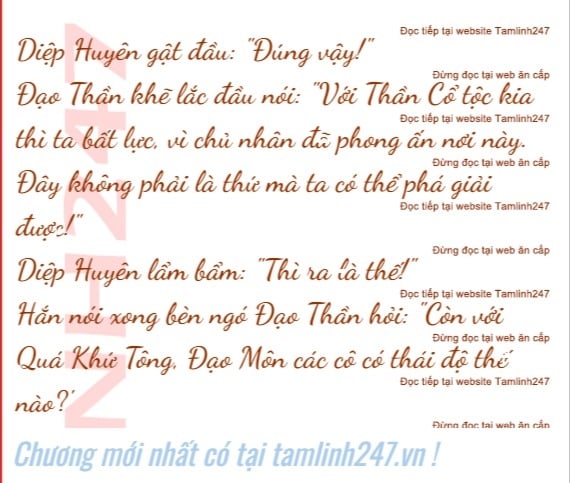 Đọc tiếp tại website Tamlinh247
Diệp Huyên gật đầu: "Đúng vậy!"
Đừng đọc tại web ăn cắp
Đạo Thần khẽ lắc đầu nói: "Với Thần Cổ tộc kia
Đọc tiếp tại website Tamlinh247
thì ta bất lực, vì chủ nhân đã phong ấn nơi này.
Đừng đọc tại web ăn cắp
Đây không phải là thứ mà ta có thể phá giải
Đọc tiếp tại website Tamlinh247
được!"
Đừng đọc tại web ăn cắp
Diệp Huyên lẩm bẩm: "Thì ra là thế!"
Đọc tiếp tại website Tamlinh247
Hắn nói xong bèn ngó Đạo Thần hỏi: "Còn với
Đừng đọc tại web ăn cắp
Quá Khứ Tông, Đạo Môn các cô có thái độ thế
Đọc tiếp tại website Tamlinh247
nào?'
Đừng đọc tại web ăn cắp
NH247
Chương mới nhất có tại tamlinh247.vn !